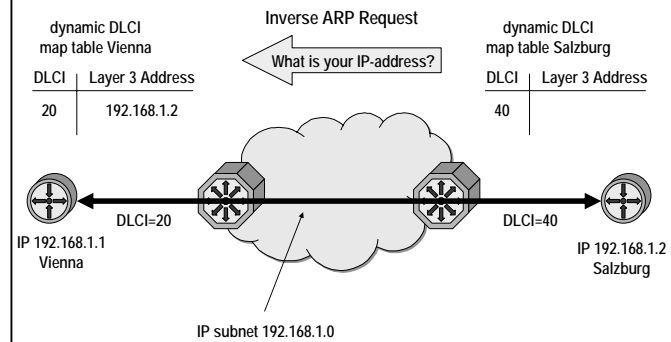 Inverse ARP Request
dynamic DLCI
map table Vienna
DLCI Layer 3 Address
20 192.168.1.2
What is your IP-address?
dynamic DLCI
map table Salzburg
DLCI Layer 3 Address
40
DLCI=20
DLCI=40
IP 192.168.1.1
Vienna
IP 192.168.1.2
Salzburg
IP subnet 192.168.1.0